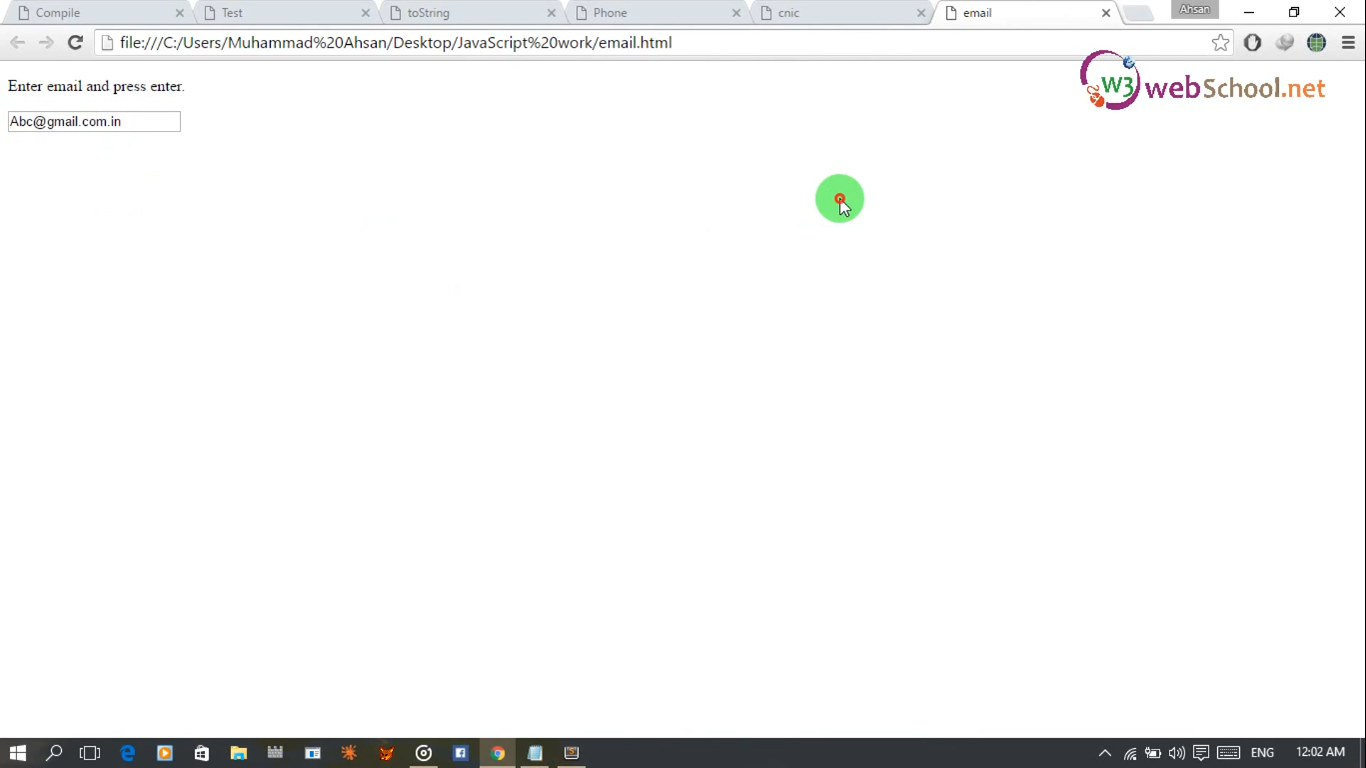 Compile
Test
toString
Phone
cnic
email
Ahsan
file:///C:/Users/Muhammad%20Ahsan/Desktop/JavaScript%20work/email.html
W3 webSchool.net
Enter email and press enter.
Abc@gmail.com.in
ENG
12:02 AM